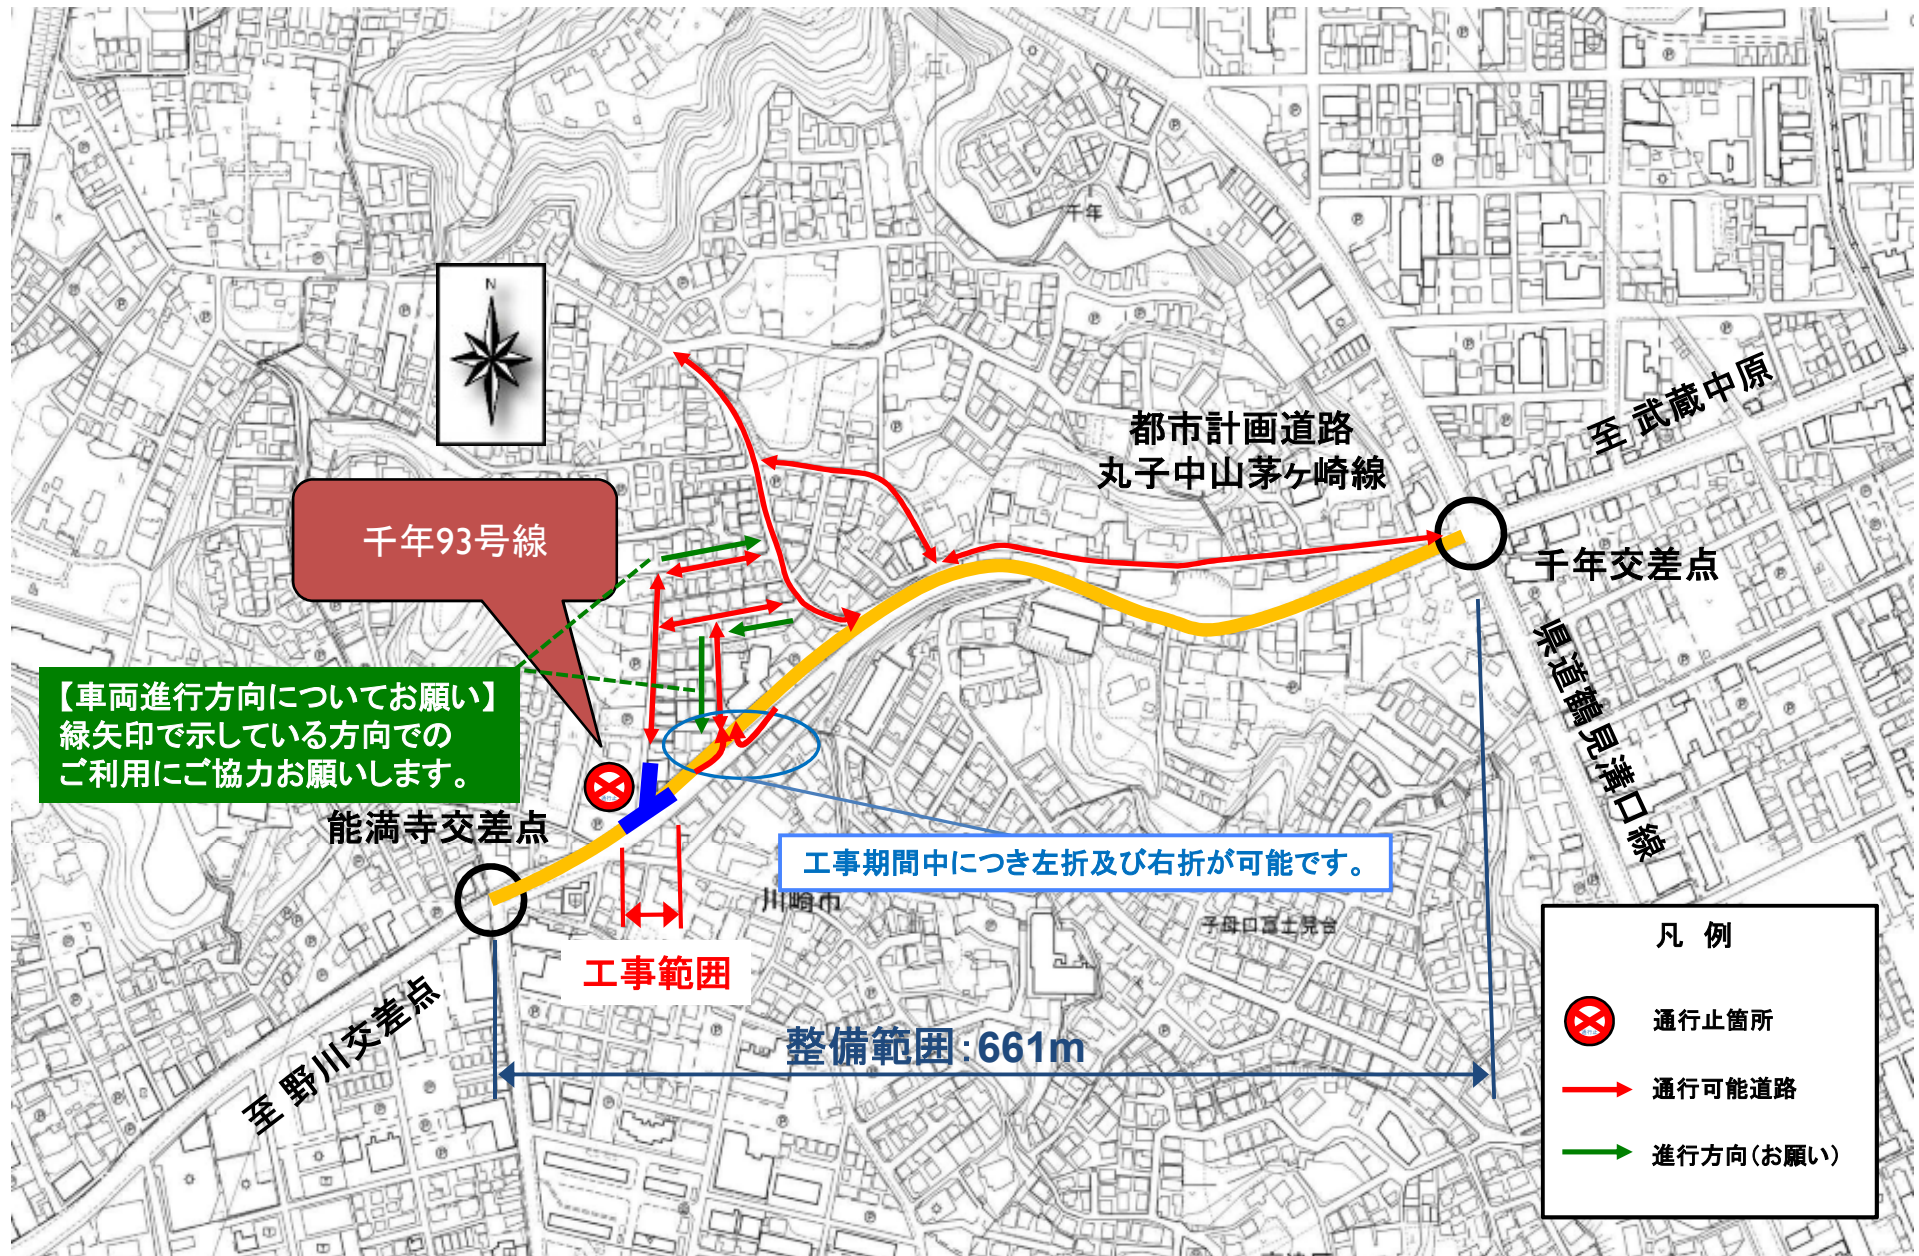 千年
N
都市計画道路
丸子中山茅ヶ崎線
至 武蔵中原
千年93号線
千年交差点
県道鶴見溝口線
【車両進行方向についてお願い】
緑矢印で示している方向での
ご利用にご協力お願いします。
能満寺交差点
工事期間中につき左折及び右折が可能です。
川崎市
子母口富士見台
工事範囲
整備範囲：661m
至 野川交差点
凡 例
通行止箇所
通行可能道路
進行方向（お願い）